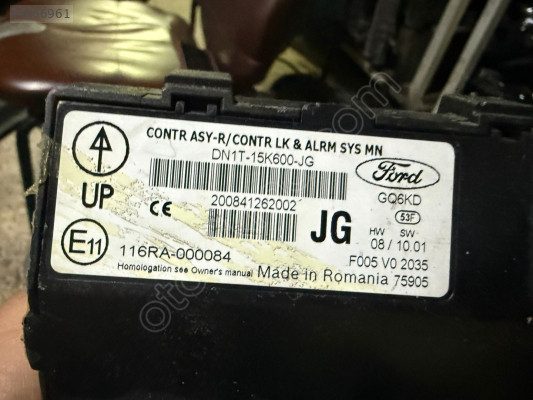 CONTR ASY-R/CONTR LK & ALRM SYS MN
DN1T-15K600-JG
Ford
UP
CE
200841262002
JG
GQ6KD
53F
HW SW
08 / 10.01
E11
116RA-000084
F005 V0 2035
Homologation see Owner's manual Made in Romania 75905